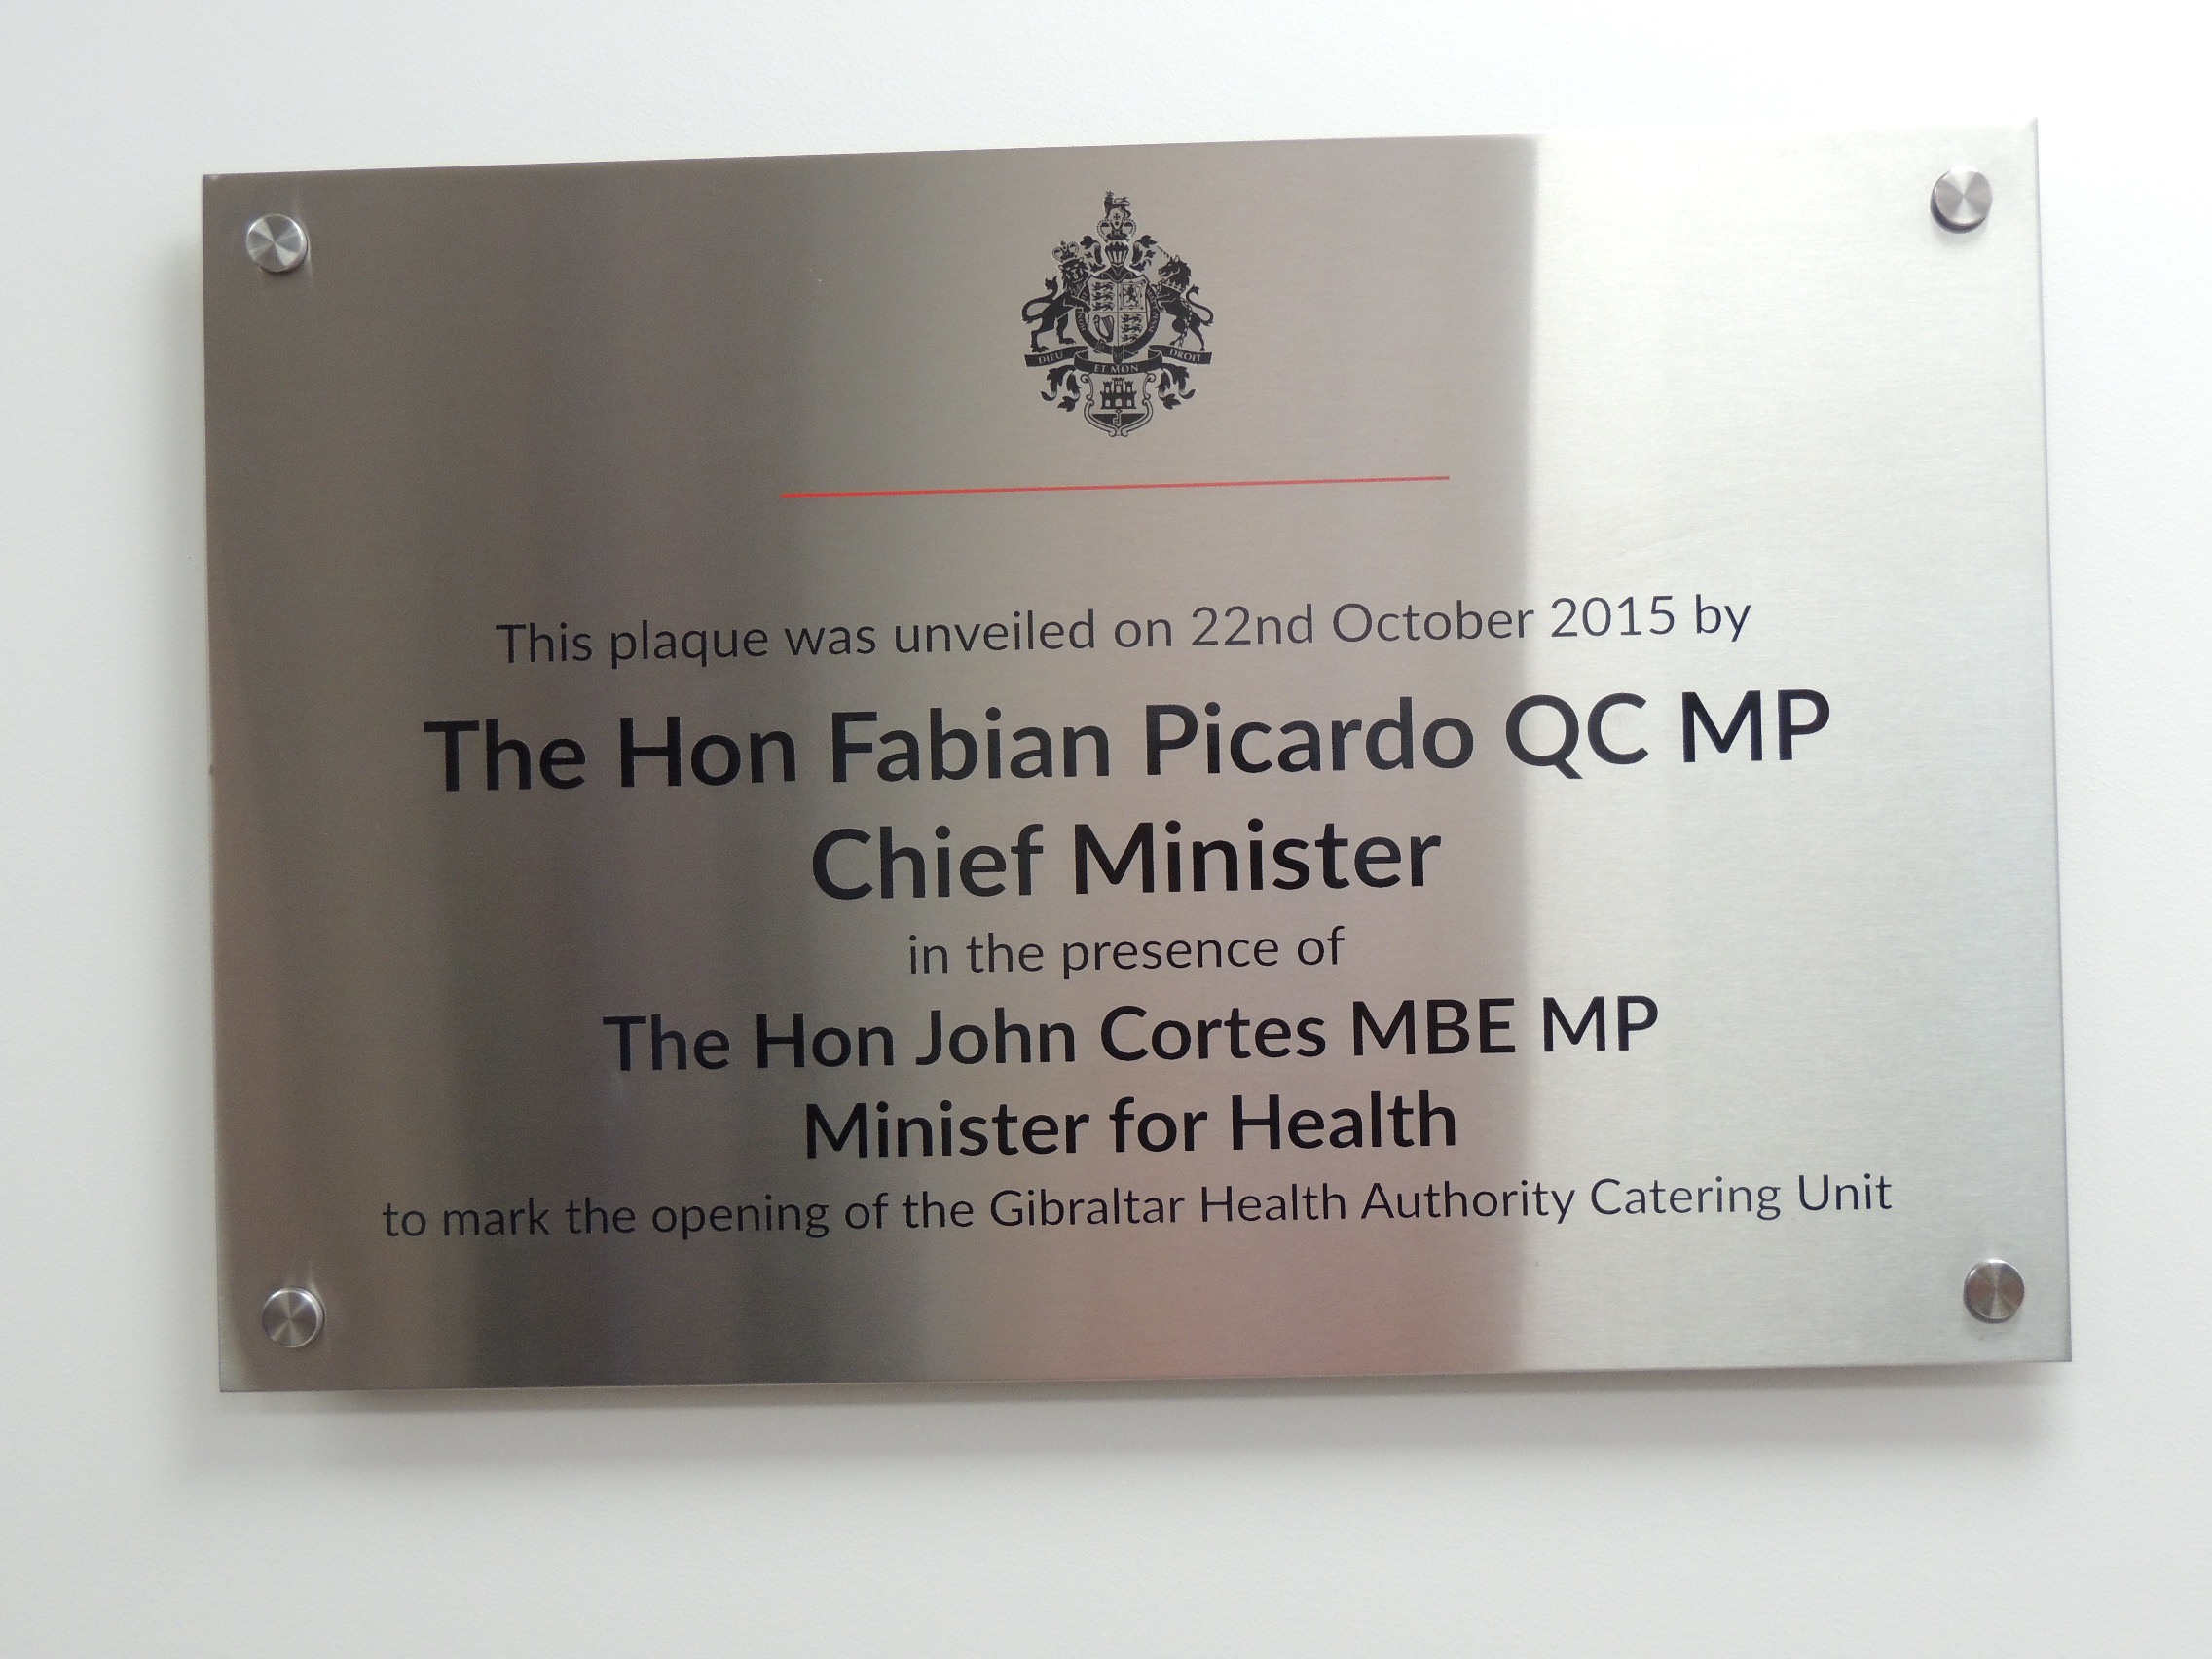 DIEU ET MON DROIT
This plaque was unveiled on 22nd October 2015 by
The Hon Fabian Picardo QC MP
Chief Minister
in the presence of
The Hon John Cortes MBE MP
Minister for Health
to mark the opening of the Gibraltar Health Authority Catering Unit